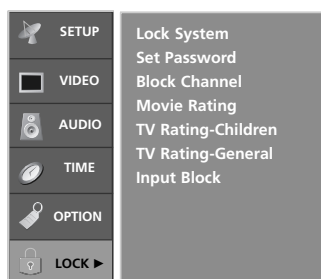 SETUP
VIDEO
AUDIO
TIME
OPTION
LOCK ►
Lock System
Set Password
Block Channel
Movie Rating
TV Rating-Children
TV Rating-General
Input Block